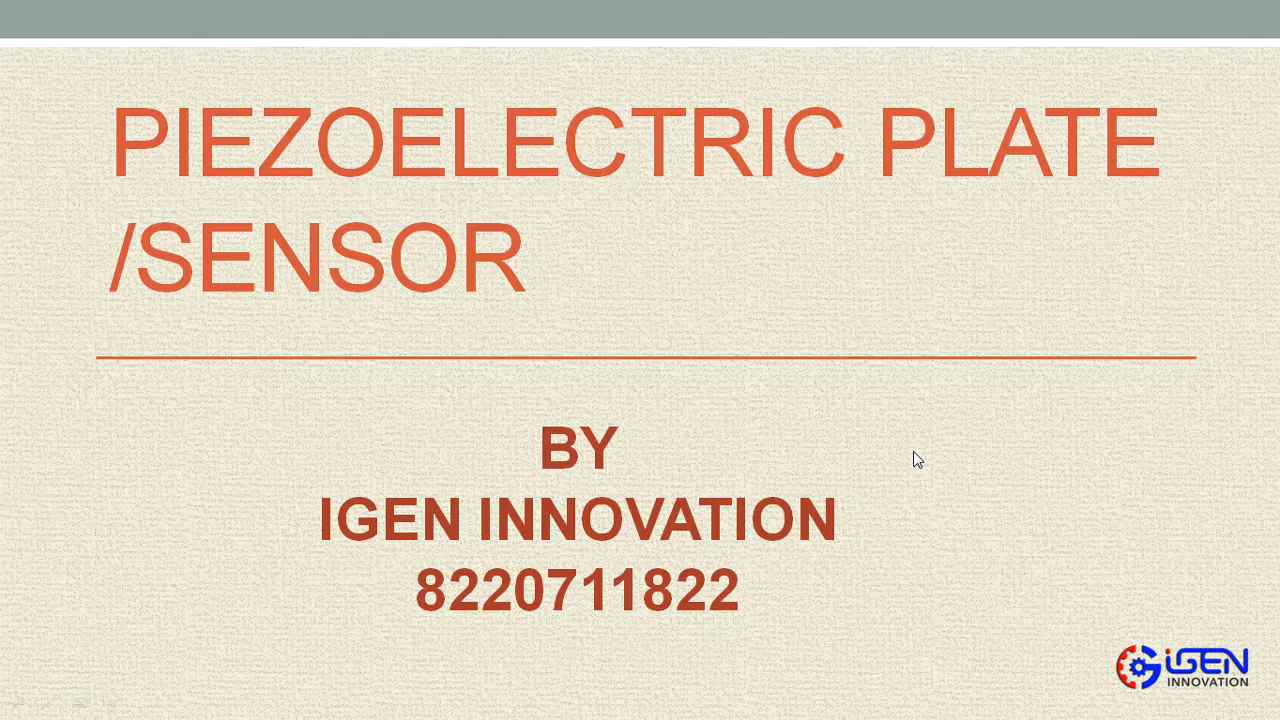 PIEZOELECTRIC PLATE
/SENSOR
BY
IGEN INNOVATION
8220711822
iGEN
INNOVATION